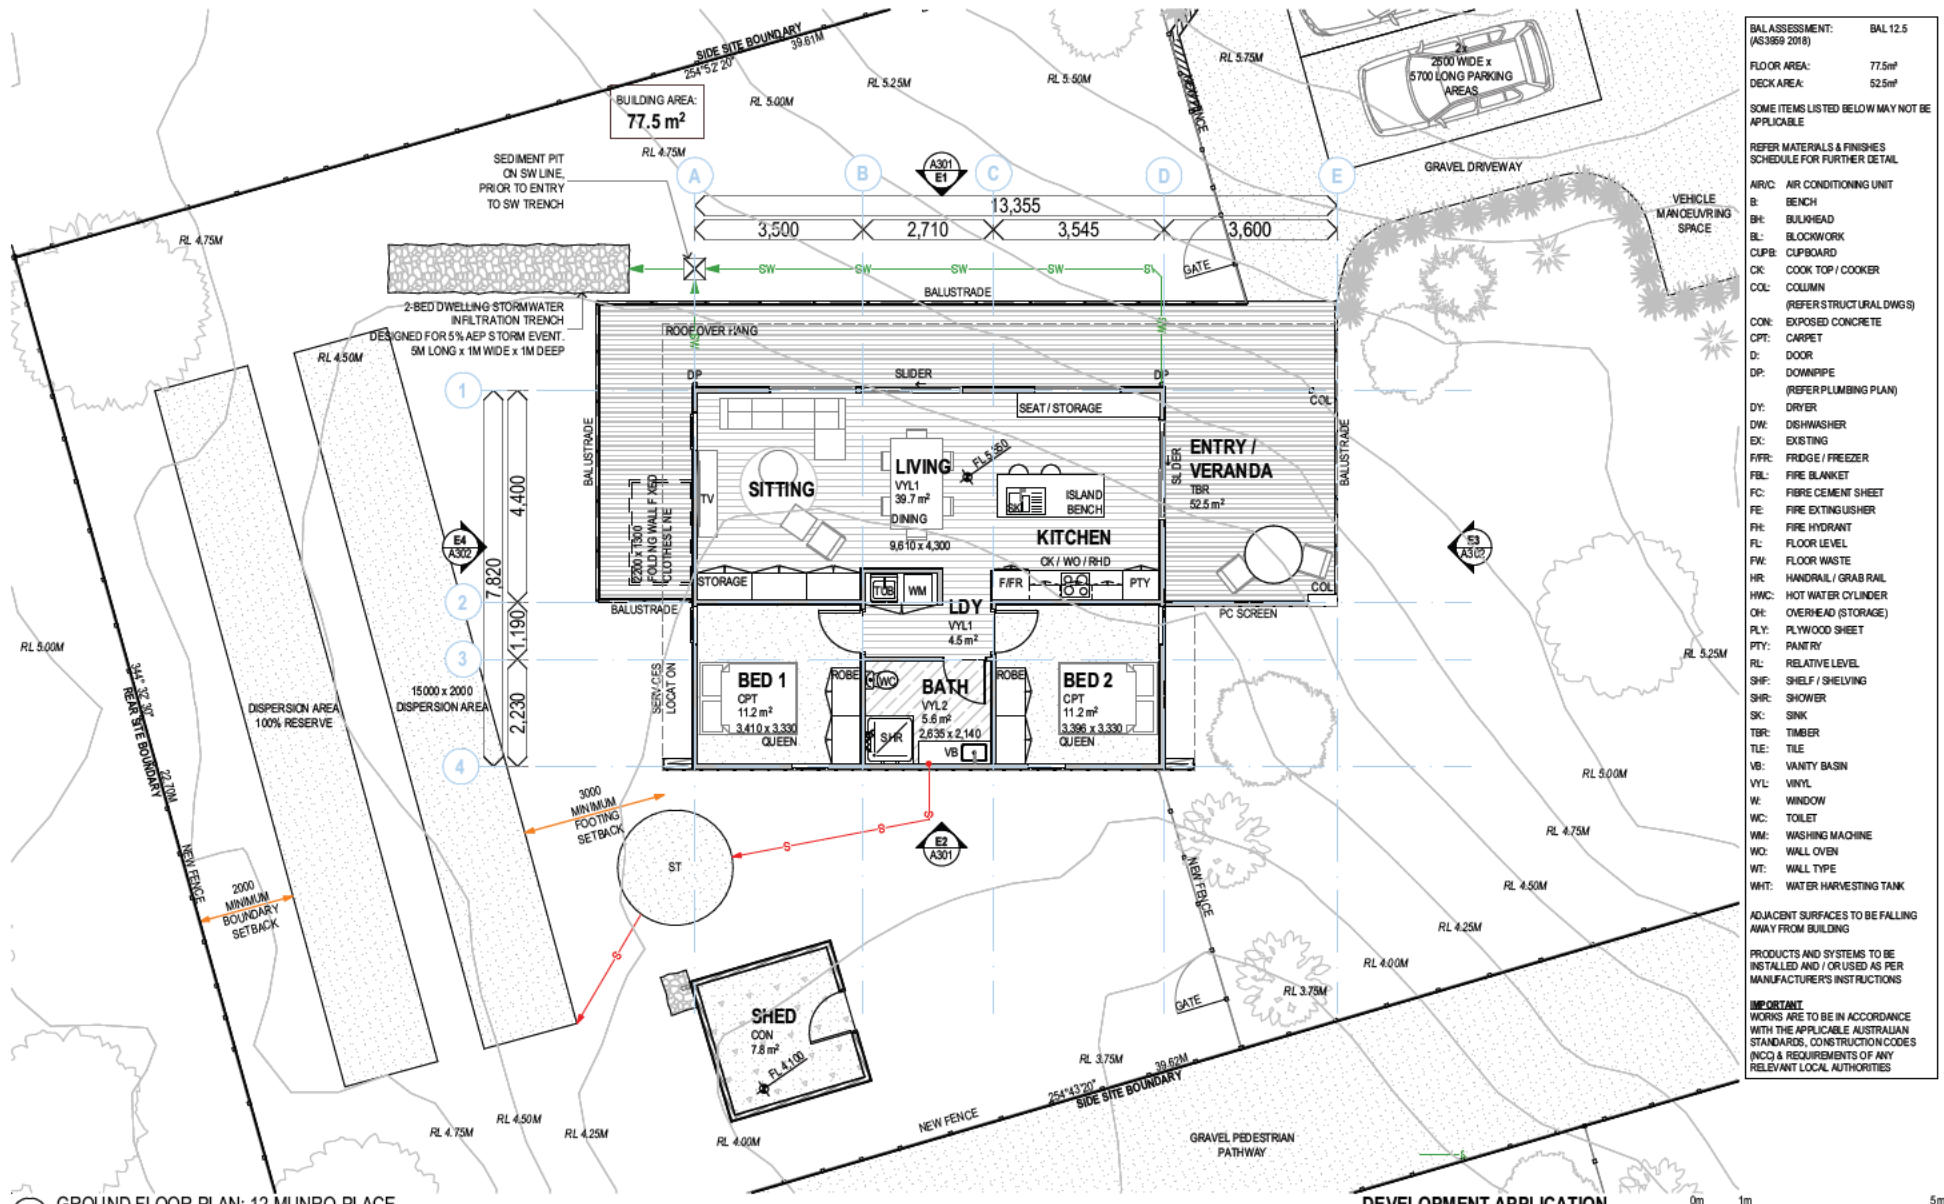 SIDE SITE BOUNDARY
39.61M
254°52'20"
BUILDING AREA:
77.5 m²
RL 4.75M
RL 5.00M
RL 5.25M
RL 5.50M
RL 5.75M
2x
2500 WIDE x
5700 LONG PARKING
AREAS
GRAVEL DRIVEWAY
VEHICLE
MANOEUVRING
SPACE
SEDIMENT PIT
ON SW LINE,
PRIOR TO ENTRY
TO SW TRENCH
A
B
C
D
E
A301
E1
13,355
3,500
2,710
3,545
3,600
RL 4.75M
SW
SW
SW
SW
GATE
BALUSTRADE
2-BED DWELLING STORMWATER
INFILTRATION TRENCH
DESIGNED FOR 5% AEP STORM EVENT.
5M LONG x 1M WIDE x 1M DEEP
ROOF OVER HANG
SW
SW
RL 4.50M
1
2
3
4
DP
SLIDER
DP
SEAT / STORAGE
COL
BALUSTRADE
BALUSTRADE
4,400
7,820
1,190
2,230
E4
A302
2200 x 1300
FOLDING WALL FIXED
CLOTHESLINE
TV
SITTING
LIVING
VYL1
39.7 m²
DINING
9,610 x 4,300
FL 5,350
SK
ISLAND
BENCH
KITCHEN
CK / WO / RHD
SLIDER
ENTRY /
VERANDA
TBR
52.5 m²
E3
A302
STORAGE
TUB
WM
F/FR
PTY
COL
BALUSTRADE
PC SCREEN
LDY
VYL1
4.5 m²
SERVICES
LOCATION
BED 1
CPT
11.2 m²
3,410 x 3,330
QUEEN
ROBE
WC
BATH
VYL2
5.6 m²
2,635 x 2,140
SHR
VB
ROBE
BED 2
CPT
11.2 m²
3,396 x 3,330
QUEEN
RL 5.00M
RL 5.25M
RL 5.00M
RL 4.75M
RL 4.50M
RL 4.25M
RL 4.00M
RL 3.75M
344° 32' 30"
REAR SITE BOUNDARY
22.70M
DISPERSION AREA
100% RESERVE
15000 x 2000
DISPERSION AREA
3000
MINIMUM
FOOTING
SETBACK
2000
MINIMUM
BOUNDARY
SETBACK
NEW FENCE
ST
S
S
S
S
E2
A301
NEW FENCE
GATE
SHED
CON
7.8 m²
FL 4,100
RL 3.75M
39.62M
254°43'20"
SIDE SITE BOUNDARY
NEW FENCE
RL 4.75M
RL 4.50M
RL 4.25M
RL 4.00M
GRAVEL PEDESTRIAN
PATHWAY
S
GROUND FLOOR PLAN: 12 MUNRO PLACE
DEVELOPMENT APPLICATION
0m 1m 5m
BAL ASSESSMENT: BAL 12.5
(AS3959 2018)
FLOOR AREA: 77.5m²
DECK AREA: 52.5m²
SOME ITEMS LISTED BELOW MAY NOT BE
APPLICABLE
REFER MATERIALS & FINISHES
SCHEDULE FOR FURTHER DETAIL
AIR/C: AIR CONDITIONING UNIT
B: BENCH
BH: BULKHEAD
BL: BLOCKWORK
CUPB: CUPBOARD
CK: COOK TOP / COOKER
COL: COLUMN
(REFER STRUCTURAL DWGS)
CON: EXPOSED CONCRETE
CPT: CARPET
D: DOOR
DP: DOWNPIPE
(REFER PLUMBING PLAN)
DY: DRYER
DW: DISHWASHER
EX: EXISTING
F/FR: FRIDGE / FREEZER
FBL: FIRE BLANKET
FC: FIBRE CEMENT SHEET
FE: FIRE EXTINGUISHER
FH: FIRE HYDRANT
FL: FLOOR LEVEL
FW: FLOOR WASTE
HR: HANDRAIL / GRAB RAIL
HWC: HOT WATER CYLINDER
OH: OVERHEAD (STORAGE)
PLY: PLYWOOD SHEET
PTY: PANTRY
RL: RELATIVE LEVEL
SHF: SHELF / SHELVING
SHR: SHOWER
SK: SINK
TBR: TIMBER
TLE: TILE
VB: VANITY BASIN
VYL: VINYL
W: WINDOW
WC: TOILET
WM: WASHING MACHINE
WO: WALL OVEN
WT: WALL TYPE
WHT: WATER HARVESTING TANK
ADJACENT SURFACES TO BE FALLING
AWAY FROM BUILDING
PRODUCTS AND SYSTEMS TO BE
INSTALLED AND / OR USED AS PER
MANUFACTURER'S INSTRUCTIONS
IMPORTANT
WORKS ARE TO BE IN ACCORDANCE
WITH THE APPLICABLE AUSTRALIAN
STANDARDS, CONSTRUCTION CODES
(NCC) & REQUIREMENTS OF ANY
RELEVANT LOCAL AUTHORITIES